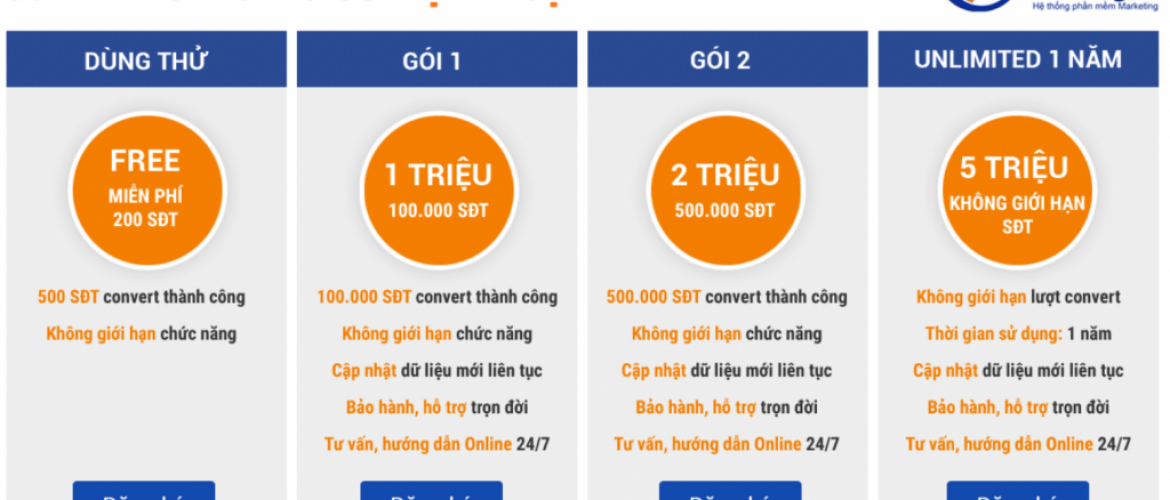 Hệ thống phần mềm Marketing
DÙNG THỬ
FREE
MIỄN PHÍ
200 SĐT
500 SĐT convert thành công
Không giới hạn chức năng
GÓI 1
1 TRIỆU
100.000 SĐT
100.000 SĐT convert thành công
Không giới hạn chức năng
Cập nhật dữ liệu mới liên tục
Bảo hành, hỗ trợ trọn đời
Tư vấn, hướng dẫn Online 24/7
GÓI 2
2 TRIỆU
500.000 SĐT
500.000 SĐT convert thành công
Không giới hạn chức năng
Cập nhật dữ liệu mới liên tục
Bảo hành, hỗ trợ trọn đời
Tư vấn, hướng dẫn Online 24/7
UNLIMITED 1 NĂM
5 TRIỆU
KHÔNG GIỚI HẠN
SĐT
Không giới hạn lượt convert
Thời gian sử dụng: 1 năm
Cập nhật dữ liệu mới liên tục
Bảo hành, hỗ trợ trọn đời
Tư vấn, hướng dẫn Online 24/7